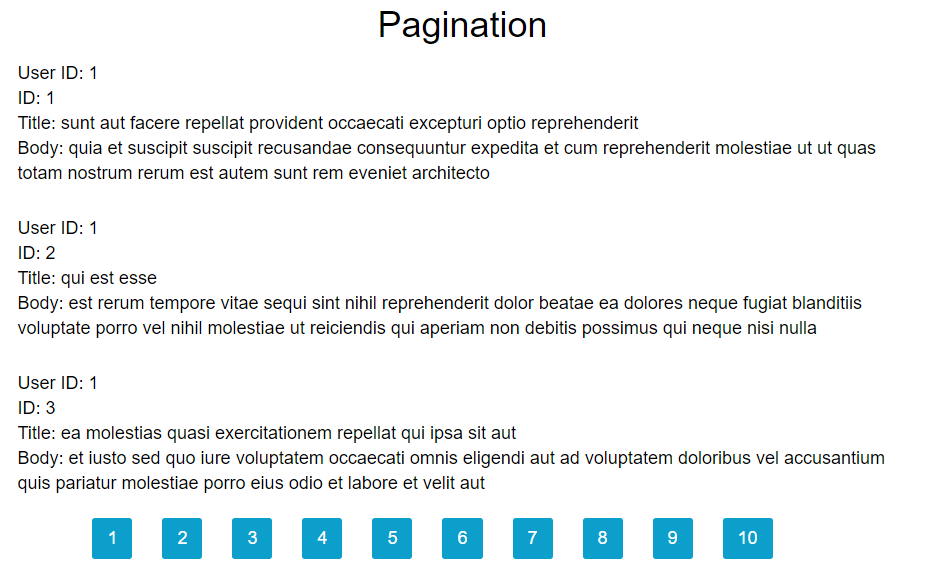 Pagination
User ID: 1
ID: 1
Title: sunt aut facere repellat provident occaecati excepturi optio reprehenderit
Body: quia et suscipit suscipit recusandae consequuntur expedita et cum reprehenderit molestiae ut ut quas
totam nostrum rerum est autem sunt rem eveniet architecto
User ID: 1
ID: 2
Title: qui est esse
Body: est rerum tempore vitae sequi sint nihil reprehenderit dolor beatae ea dolores neque fugiat blanditiis
voluptate porro vel nihil molestiae ut reiciendis qui aperiam non debitis possimus qui neque nisi nulla
User ID: 1
ID: 3
Title: ea molestias quasi exercitationem repellat qui ipsa sit aut
Body: et iusto sed quo iure voluptatem occaecati omnis eligendi aut ad voluptatem doloribus vel accusantium
quis pariatur molestiae porro eius odio et labore et velit aut
1 2 3 4 5 6 7 8 9 10